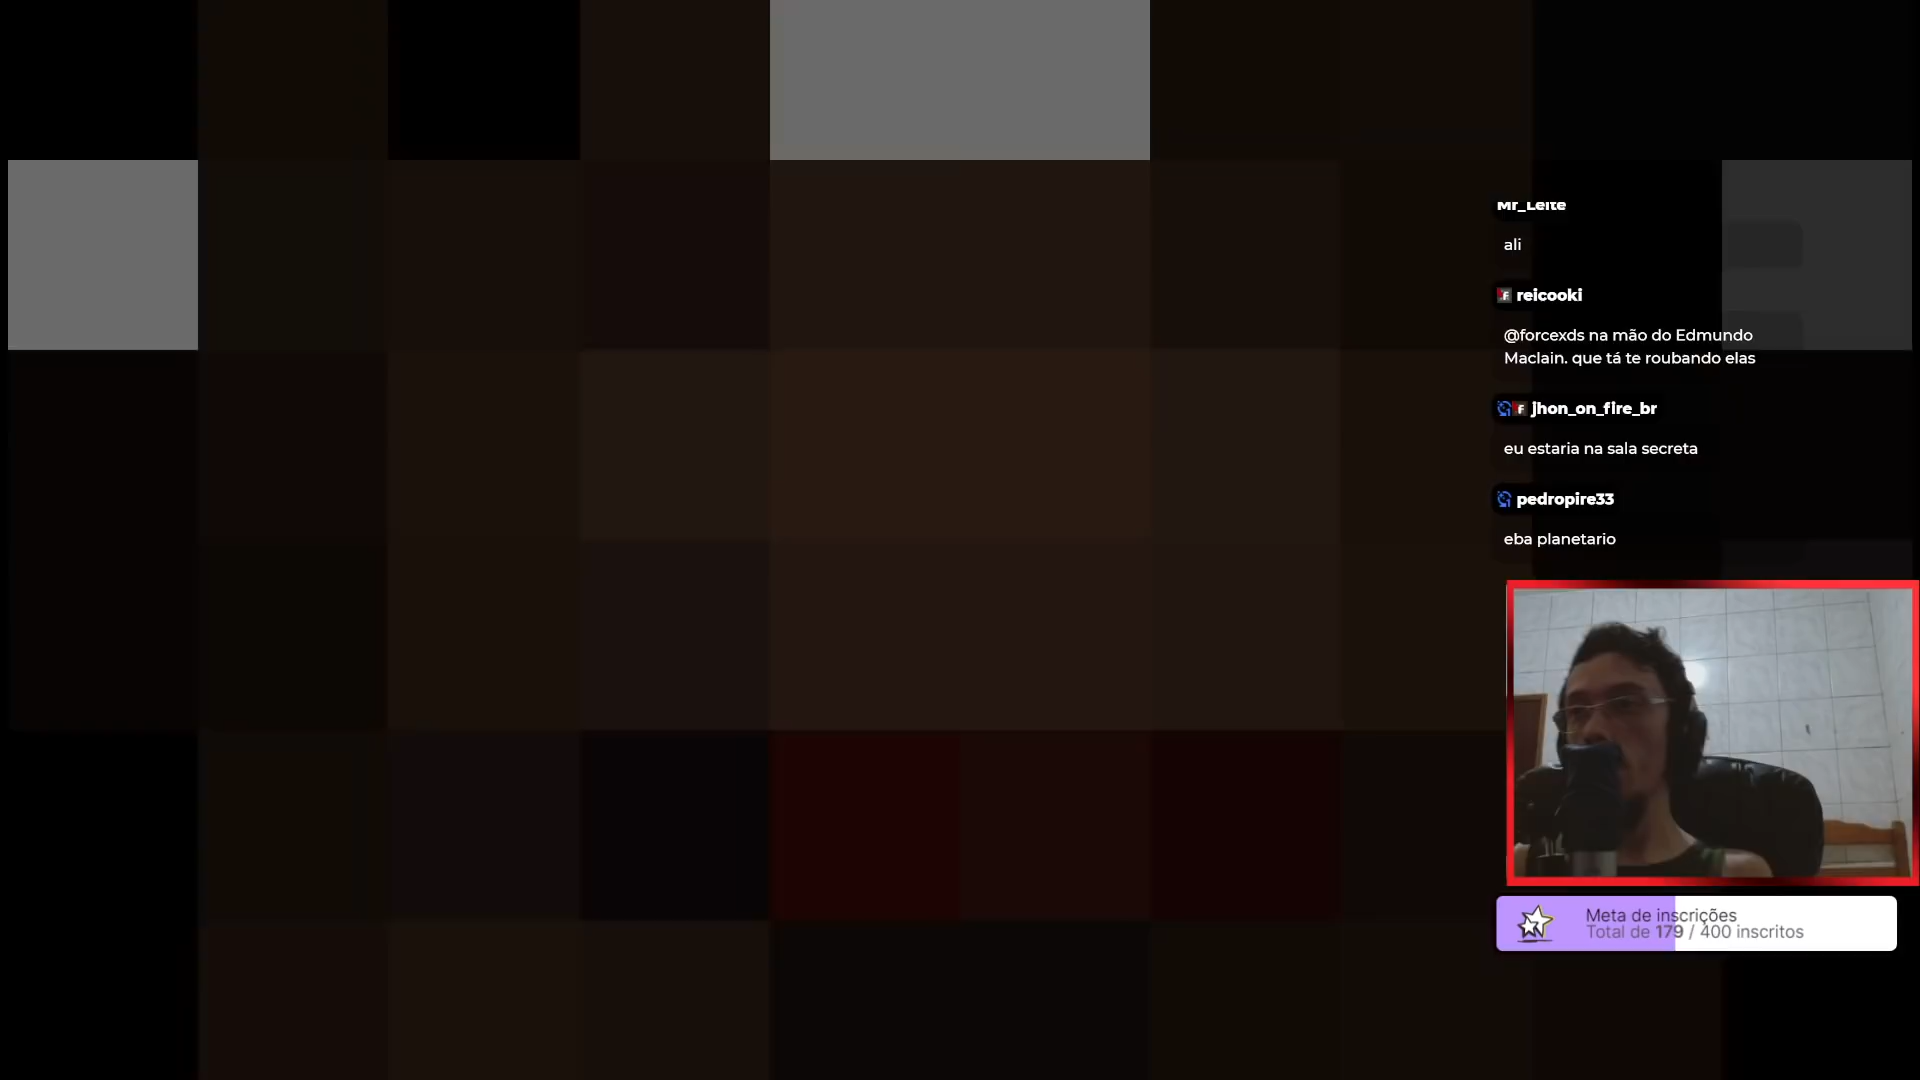 Mr_Leite
ali
reicooki
@forcexds na mão do Edmundo
Maclain. que tá te roubando elas
jhon_on_fire_br
eu estaria na sala secreta
pedropire33
eba planetario
Meta de inscrições
Total de 179 / 400 inscritos